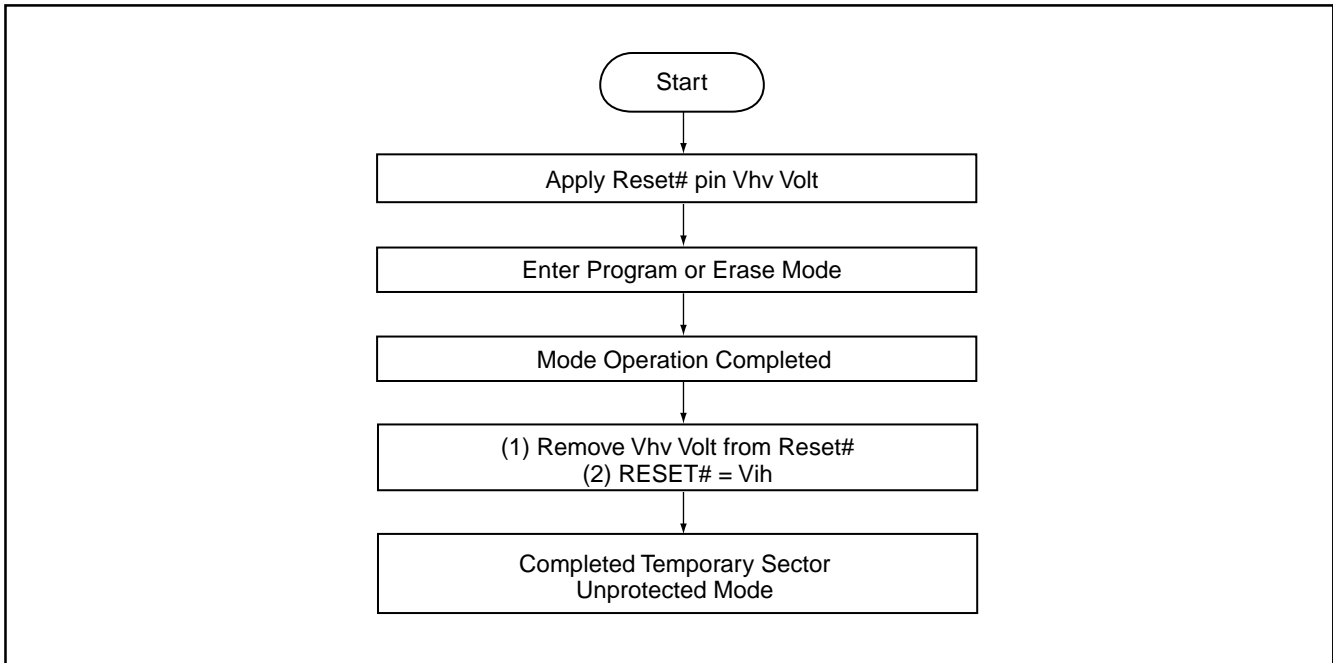 Start
Apply Reset# pin Vhv Volt
Enter Program or Erase Mode
Mode Operation Completed
(1) Remove Vhv Volt from Reset#
(2) RESET# = Vih
Completed Temporary Sector
Unprotected Mode